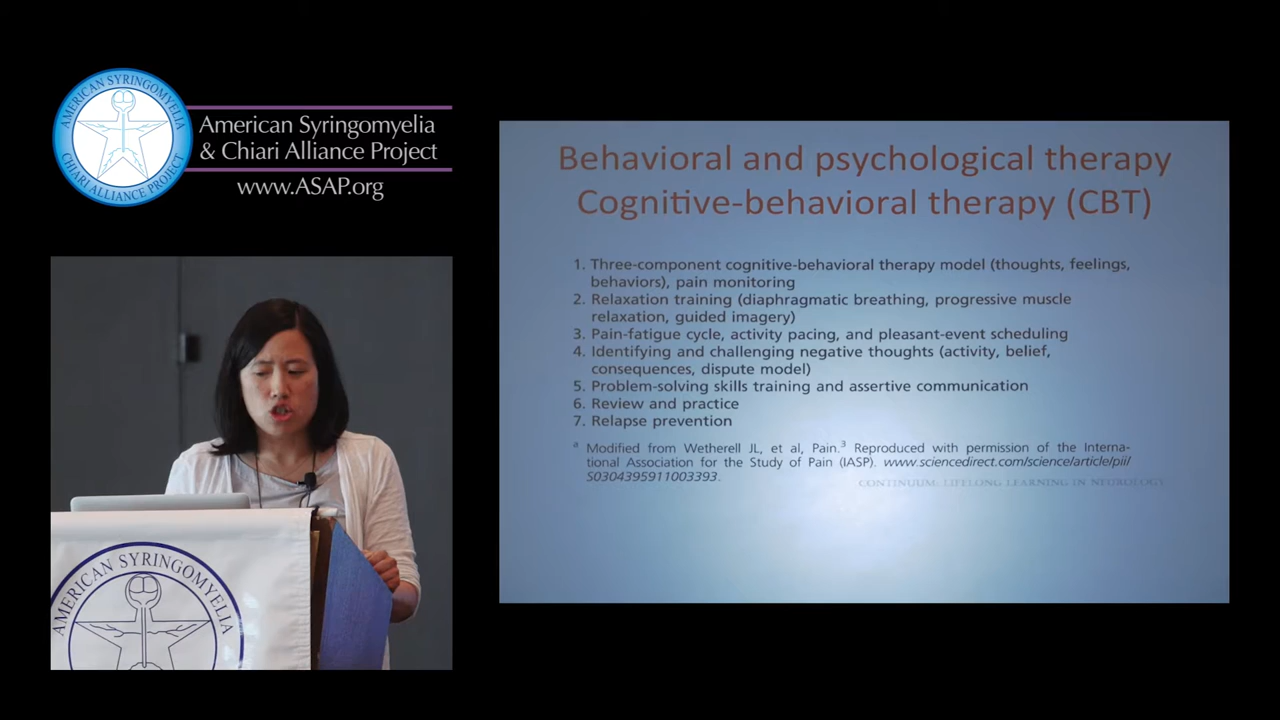 AMERICAN SYRINGOMYELIA
CHIARI ALLIANCE PROJECT
American Syringomyelia
& Chiari Alliance Project
www.ASAP.org
AMERICAN SYRINGOMYELIA
Behavioral and psychological therapy
Cognitive-behavioral therapy (CBT)
1. Three-component cognitive-behavioral therapy model (thoughts, feelings,
behaviors), pain monitoring
2. Relaxation training (diaphragmatic breathing, progressive muscle
relaxation, guided imagery)
3. Pain-fatigue cycle, activity pacing, and pleasant-event scheduling
4. Identifying and challenging negative thoughts (activity, belief,
consequences, dispute model)
5. Problem-solving skills training and assertive communication
6. Review and practice
7. Relapse prevention
a Modified from Wetherell JL, et al, Pain.3 Reproduced with permission of the Interna-
tional Association for the Study of Pain (IASP). www.sciencedirect.com/science/article/pii/
S0304395911003393.
CONTINUUM: LIFELONG LEARNING IN NEUROLOGY